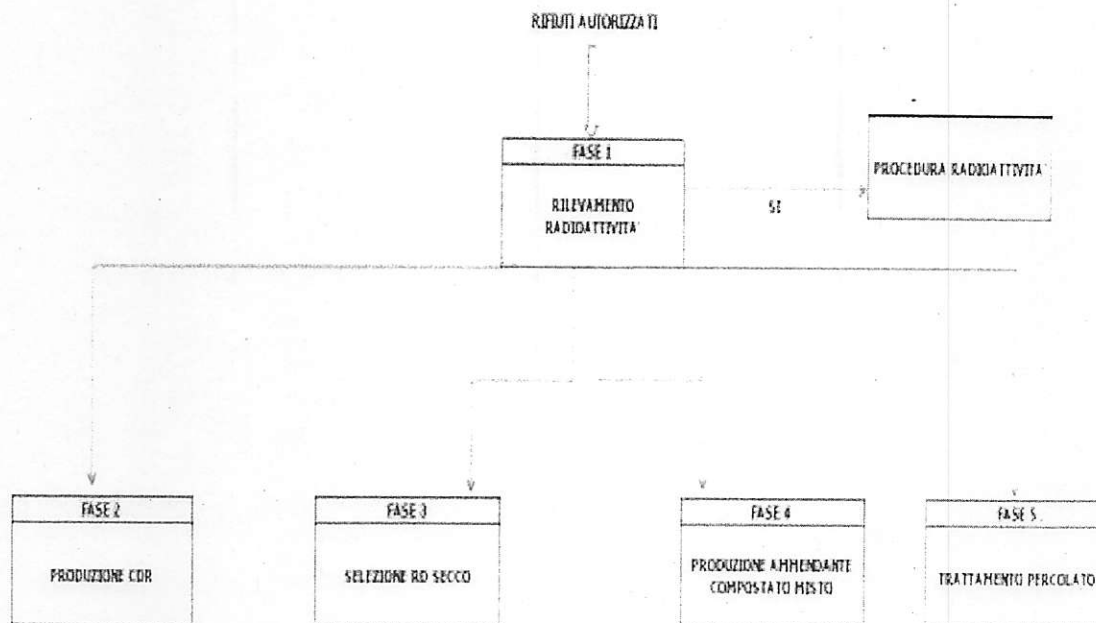 RIFIUTI AUTORIZZATI
FASE 1
RILEVAMENTO
RADIOATTIVITA'
SI
PROCEDURA RADIOATTIVITA'
FASE 2
PRODUZIONE CDR
FASE 3
SELEZIONE RD SECCO
FASE 4
PRODUZIONE AMMENDANTE
COMPOSTATO MISTO
FASE 5
TRATTAMENTO PERCOLATO